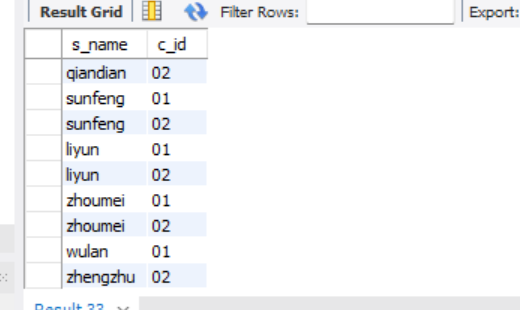 Result Grid Filter Rows: Export:
s_name c_id
qiandian 02
sunfeng 01
sunfeng 02
liyun 01
liyun 02
zhoumei 01
zhoumei 02
wulan 01
zhengzhu 02
Result 33